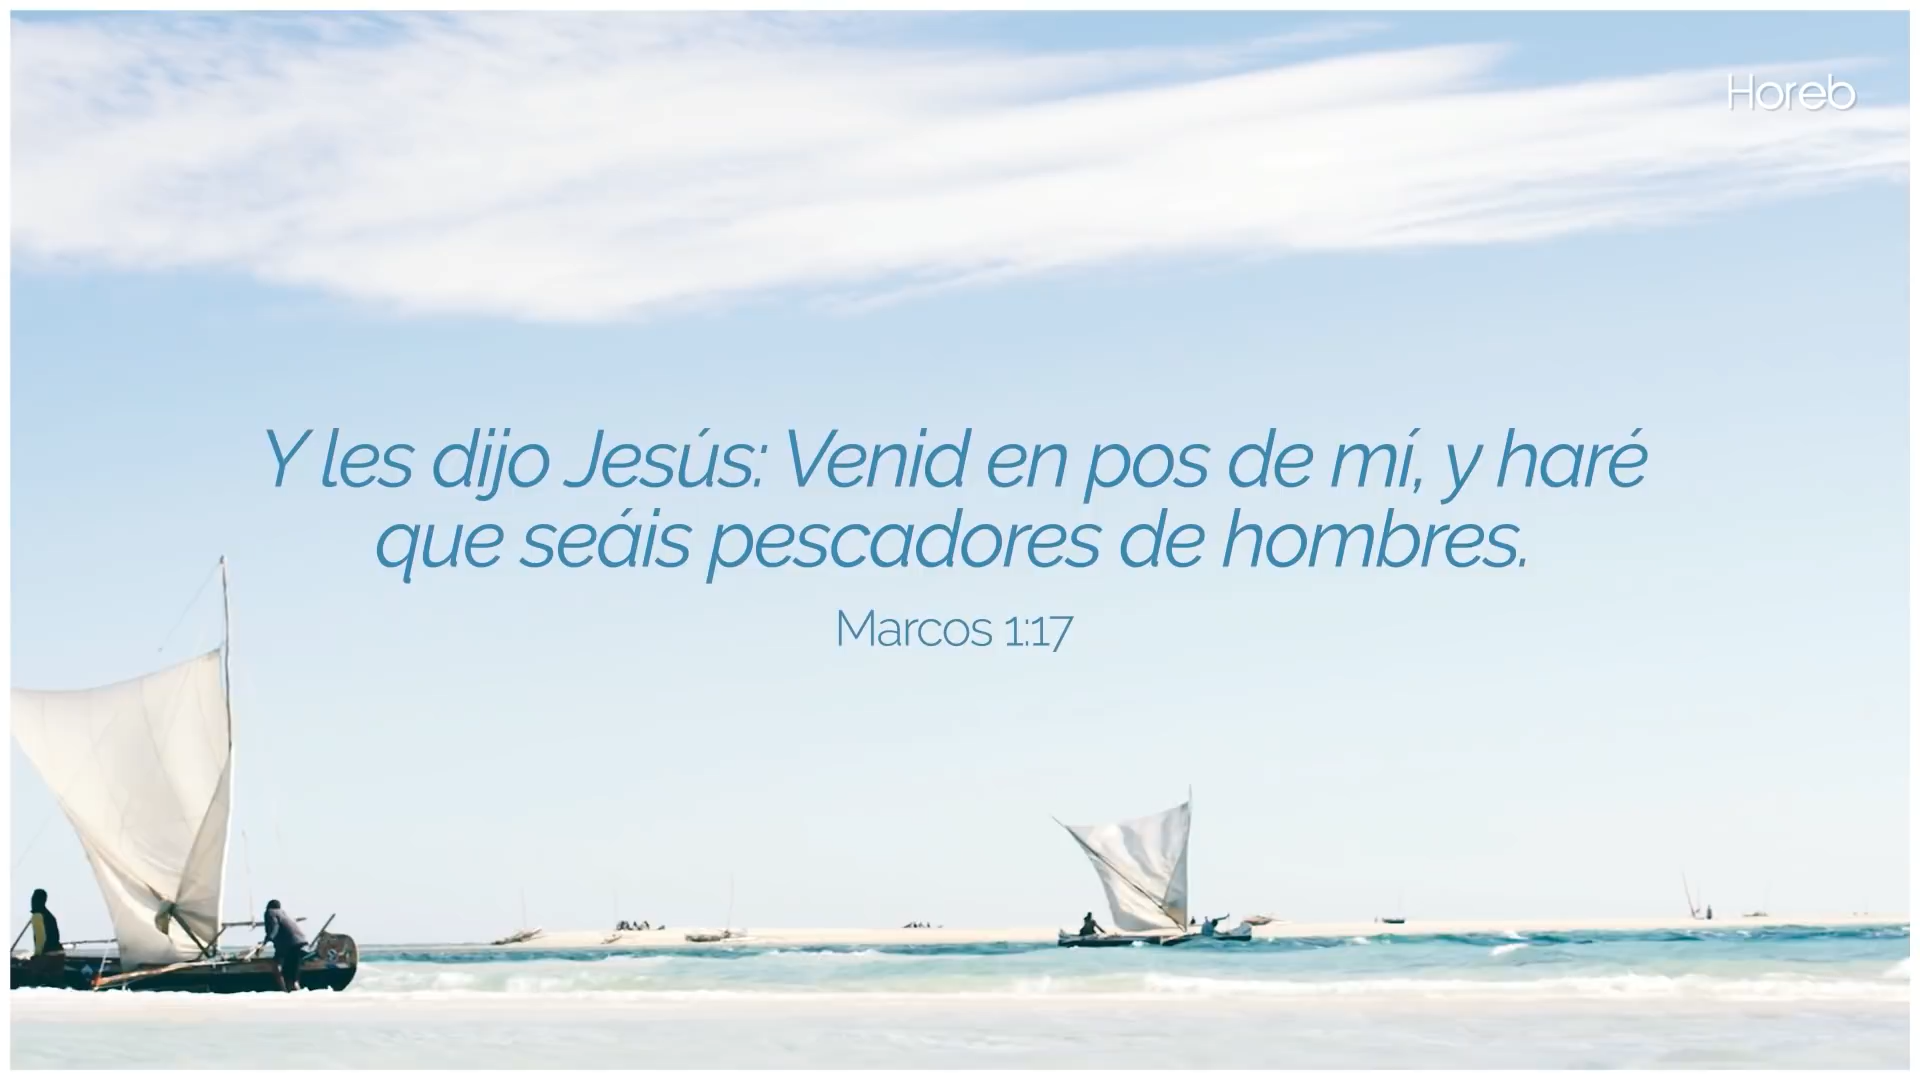 Horeb
Y les dijo Jesús: Venid en pos de mí, y haré
que seáis pescadores de hombres.
Marcos 1:17